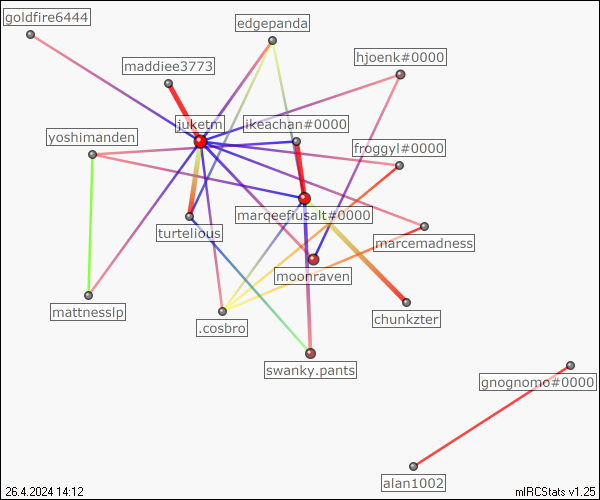 goldfire6444
edgepanda
maddiee3773
hjoenk#0000
juketm
ikeachan#0000
yoshimanden
froggyl#0000
marqeefusalt#0000
turtelious
marcemadness
moonraven
mattnesslp
.cosbro
chunkzter
swanky.pants
gnognomo#0000
alan1002
26.4.2024 14:12
mIRCStats v1.25